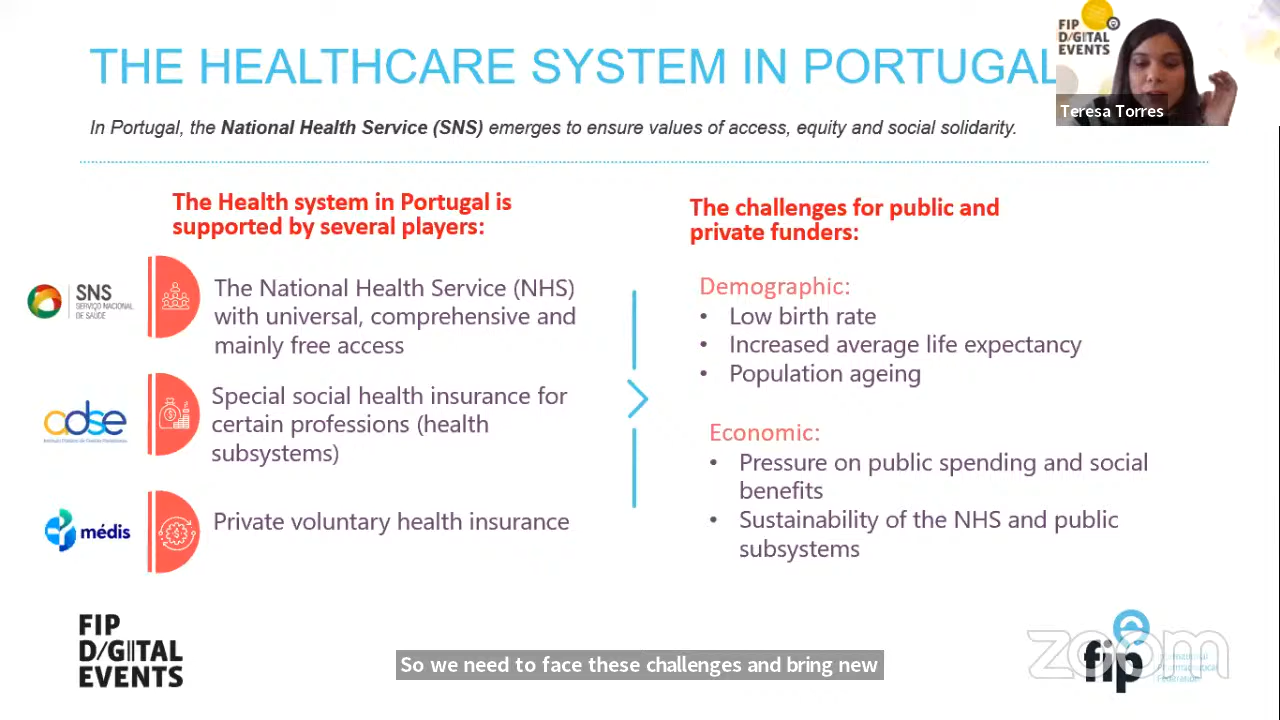 THE HEALTHCARE SYSTEM IN PORTUGAL
FIP
D/G!TAL
EVENTS
Teresa Torres
In Portugal, the National Health Service (SNS) emerges to ensure values of access, equity and social solidarity.
The Health system in Portugal is
supported by several players:
SNS
SERVIÇO NACIONAL
DE SAÚDE
The National Health Service (NHS)
with universal, comprehensive and
mainly free access
adse
Special social health insurance for
certain professions (health
subsystems)
médis
Private voluntary health insurance
The challenges for public and
private funders:
Demographic:
• Low birth rate
• Increased average life expectancy
• Population ageing
Economic:
• Pressure on public spending and social
benefits
• Sustainability of the NHS and public
subsystems
FIP
D/G!TAL
EVENTS
So we need to face these challenges and bring new
zoom
fip
International
Pharmaceutical
Federation